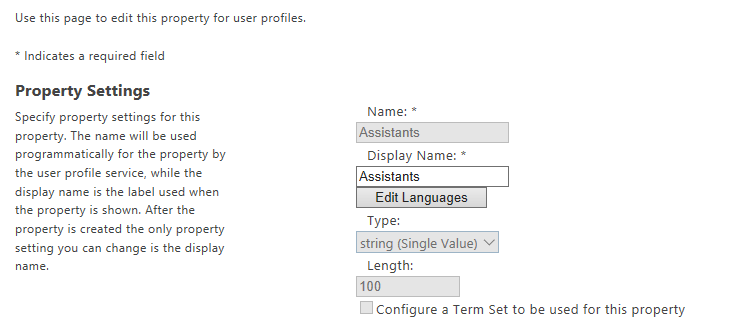 Use this page to edit this property for user profiles.
* Indicates a required field
Property Settings
Specify property settings for this
property. The name will be used
programmatically for the property by
the user profile service, while the
display name is the label used when
the property is shown. After the
property is created the only property
setting you can change is the display
name.
Name: *
Assistants
Display Name: *
Assistants
Edit Languages
Type:
string (Single Value)
Length:
100
Configure a Term Set to be used for this property